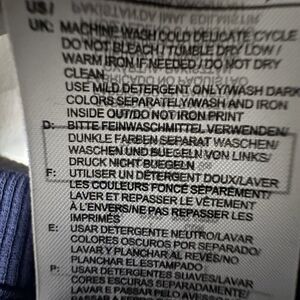 US /
UK: MACHINE WASH COLD DELICATE CYCLE
DO NOT BLEACH / TUMBLE DRY LOW /
WARM IRON IF NEEDED / DO NOT DRY
CLEAN
USE MILD DETERGENT ONLY/WASH DARK
COLORS SEPARATELY/WASH AND IRON
INSIDE OUT/DO NOT IRON PRINT
D: BITTE FEINWASCHMITTEL VERWENDEN/
DUNKLE FARBEN SEPARAT WASCHEN/
WASCHEN UND BUEGELN VON LINKS/
DRUCK NICHT BUEGELN
F: UTILISER UN DÉTERGENT DOUX/LAVER
LES COULEURS FONCÉ SÉPARÉMENT/
LAVER ET REPASSER LE VÊTEMENT
À L'ENVERS/NE PAS REPASSER LES
IMPRIMÉS
E: USAR DETERGENTE NEUTRO/LAVAR
COLORES OSCUROS POR SEPARADO/
LAVAR Y PLANCHAR AL REVÉS/NO
PLANCHAR EL ESTAMPADO
P: USAR DETERGENTES SUAVES/LAVAR
CORES ESCURAS SEPARADAMENTE/
LAVAR E PASSAR PELO AVESSO